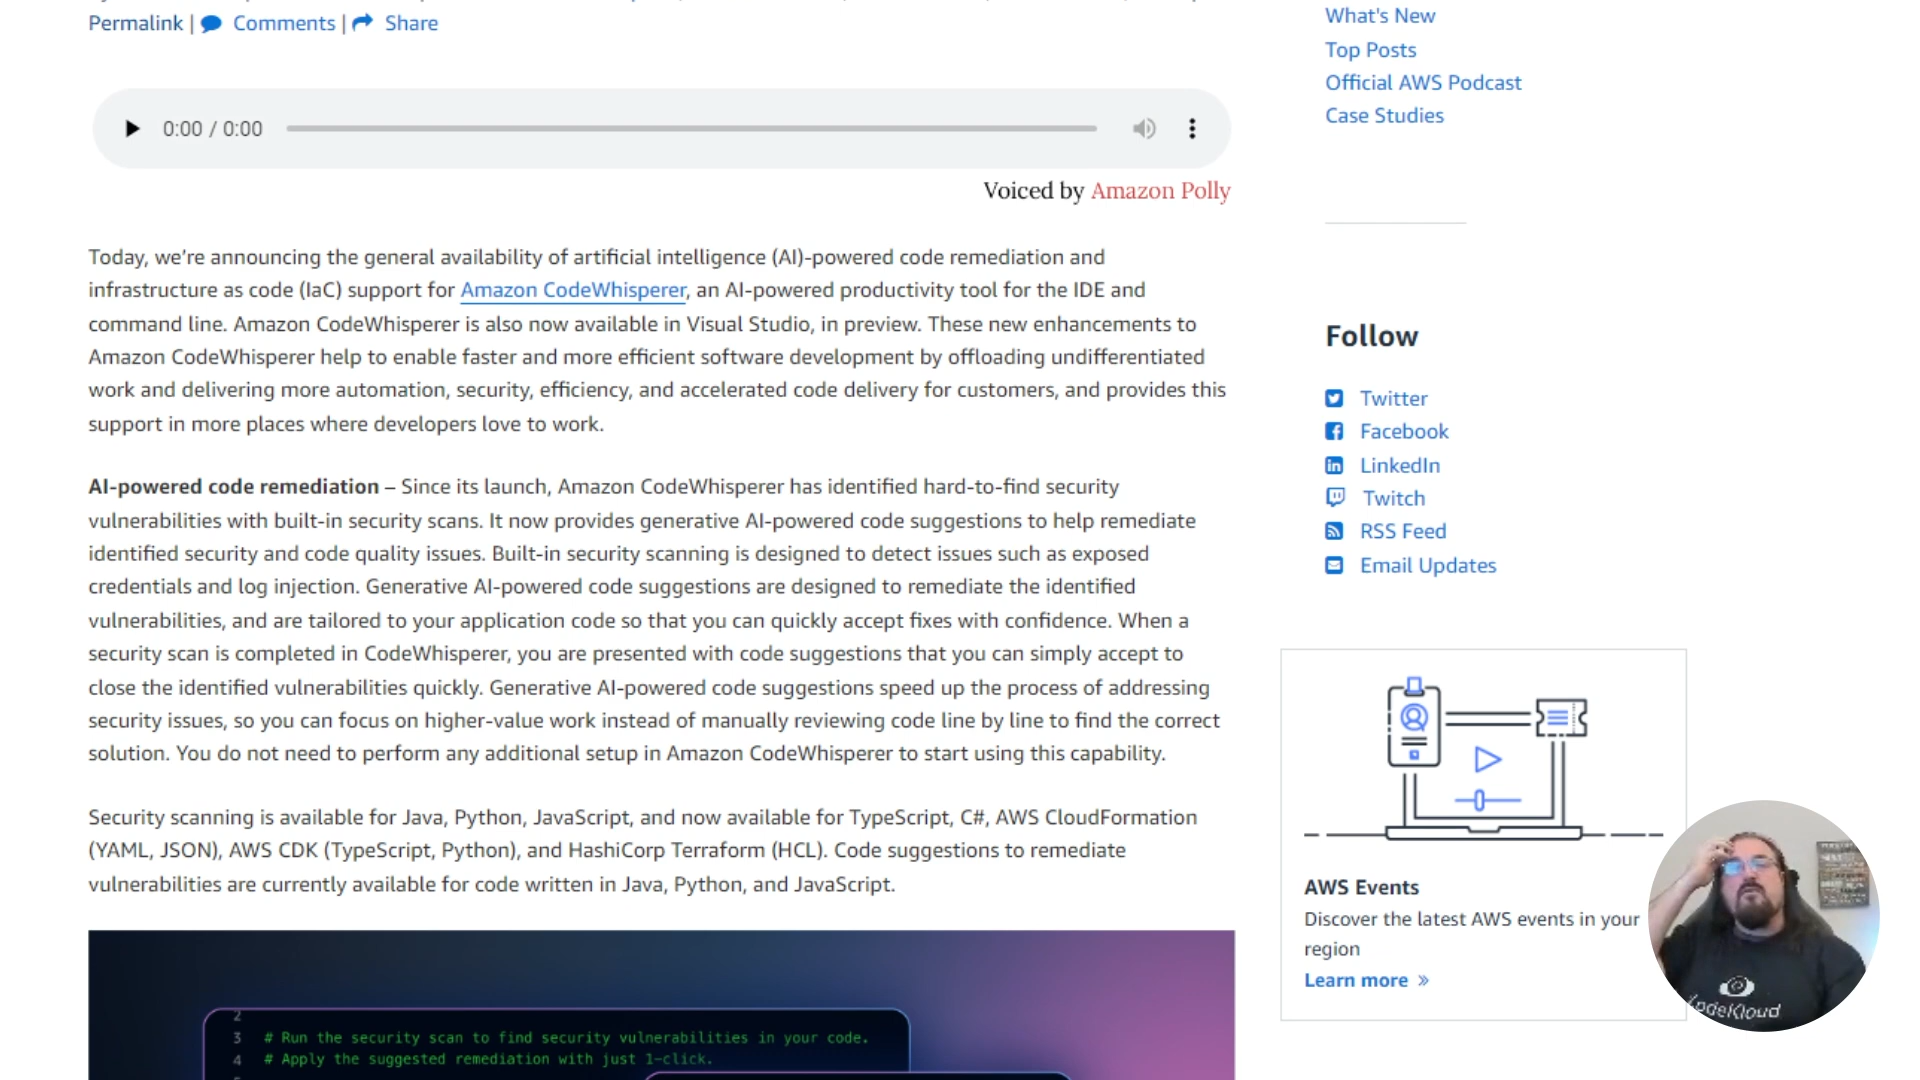 Permalink | Comments | Share
0:00 / 0:00
Voiced by Amazon Polly
Today, we're announcing the general availability of artificial intelligence (AI)-powered code remediation and
infrastructure as code (IaC) support for Amazon CodeWhisperer, an AI-powered productivity tool for the IDE and
command line. Amazon CodeWhisperer is also now available in Visual Studio, in preview. These new enhancements to
Amazon CodeWhisperer help to enable faster and more efficient software development by offloading undifferentiated
work and delivering more automation, security, efficiency, and accelerated code delivery for customers, and provides this
support in more places where developers love to work.
AI-powered code remediation – Since its launch, Amazon CodeWhisperer has identified hard-to-find security
vulnerabilities with built-in security scans. It now provides generative AI-powered code suggestions to help remediate
identified security and code quality issues. Built-in security scanning is designed to detect issues such as exposed
credentials and log injection. Generative AI-powered code suggestions are designed to remediate the identified
vulnerabilities, and are tailored to your application code so that you can quickly accept fixes with confidence. When a
security scan is completed in CodeWhisperer, you are presented with code suggestions that you can simply accept to
close the identified vulnerabilities quickly. Generative AI-powered code suggestions speed up the process of addressing
security issues, so you can focus on higher-value work instead of manually reviewing code line by line to find the correct
solution. You do not need to perform any additional setup in Amazon CodeWhisperer to start using this capability.
Security scanning is available for Java, Python, JavaScript, and now available for TypeScript, C#, AWS CloudFormation
(YAML, JSON), AWS CDK (TypeScript, Python), and HashiCorp Terraform (HCL). Code suggestions to remediate
vulnerabilities are currently available for code written in Java, Python, and JavaScript.
2
3 # Run the security scan to find security vulnerabilities in your code.
4 # Apply the suggested remediation with just 1-click.
What's New
Top Posts
Official AWS Podcast
Case Studies
Follow
Twitter
Facebook
LinkedIn
Twitch
RSS Feed
Email Updates
AWS Events
Discover the latest AWS events in your
region
Learn more »
KodeKloud